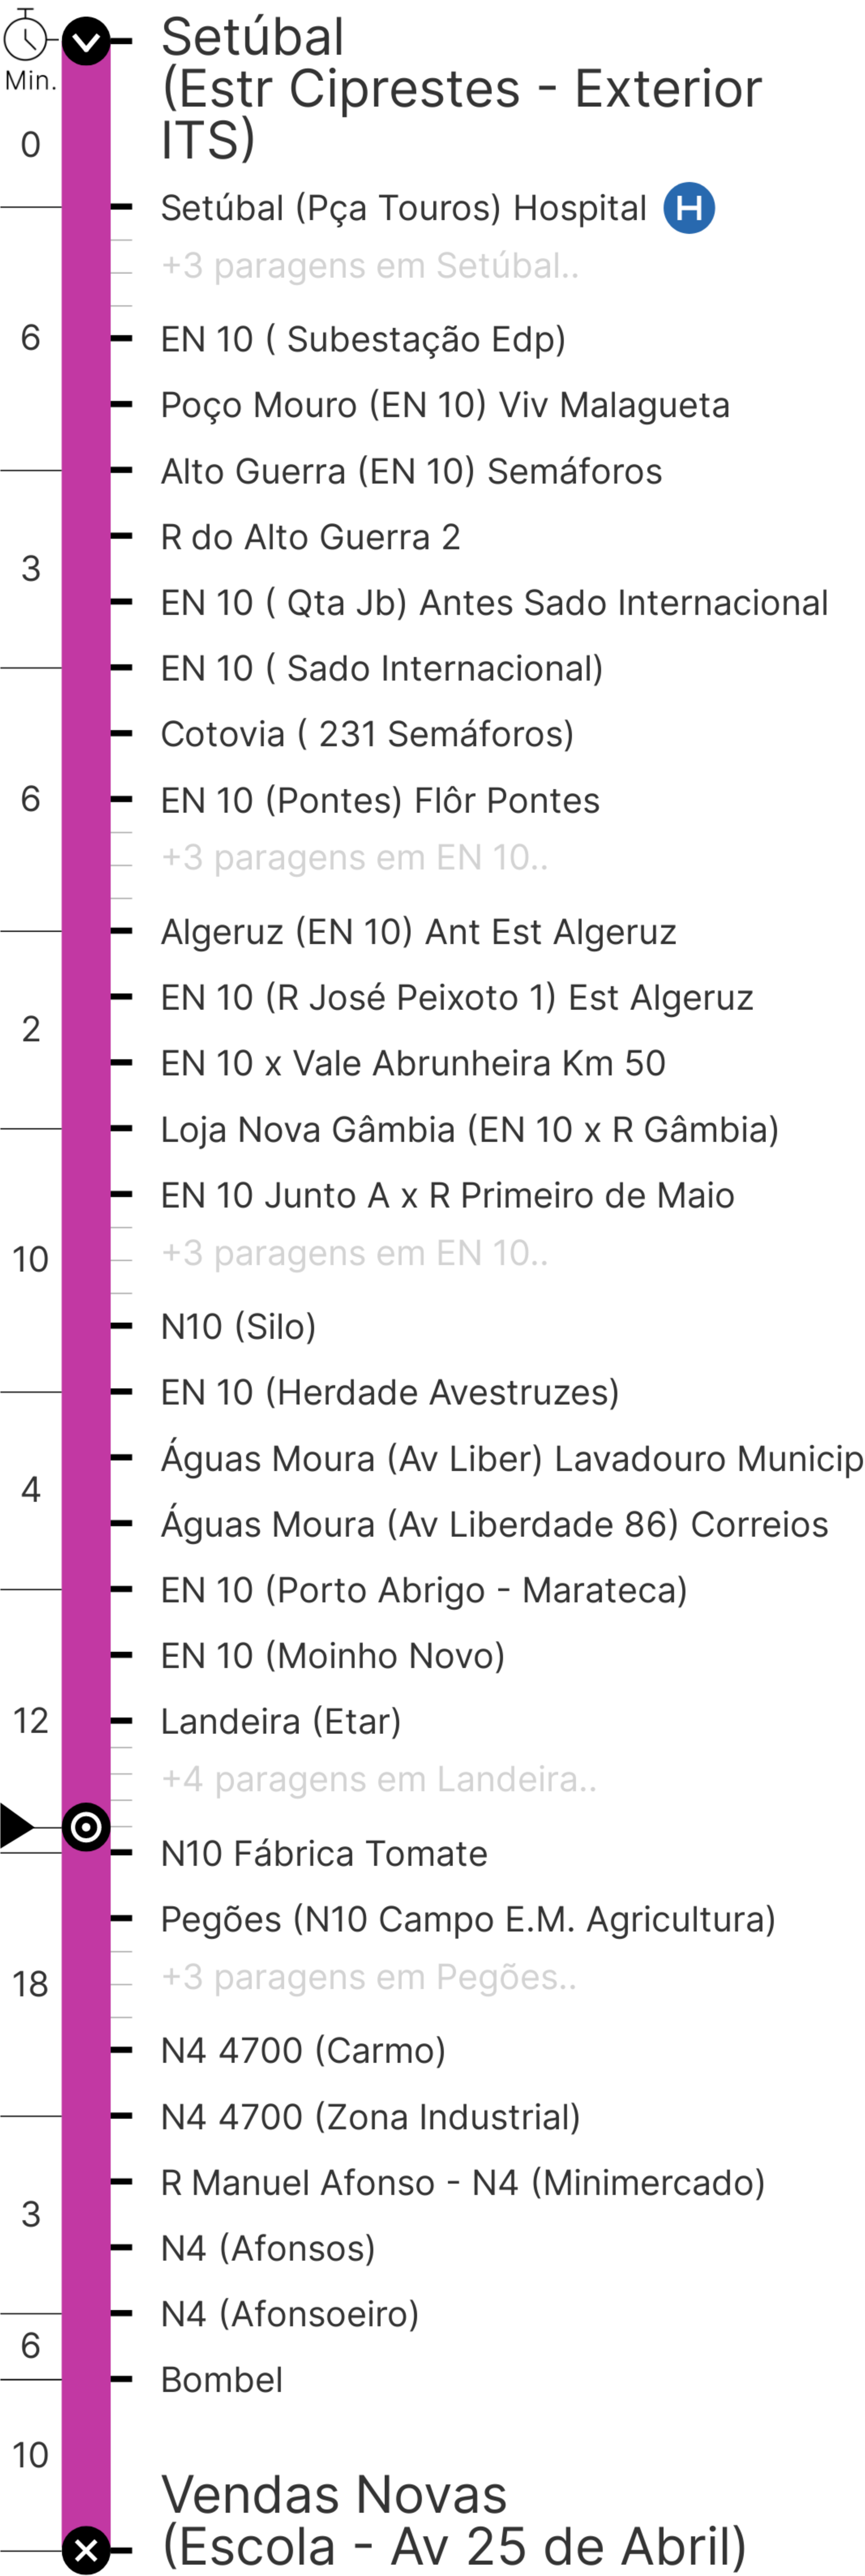 Setúbal
(Estr Ciprestes - Exterior
ITS)
Min.
0
Setúbal (Pça Touros) Hospital H
+3 paragens em Setúbal..
6
EN 10 ( Subestação Edp)
Poço Mouro (EN 10) Viv Malagueta
Alto Guerra (EN 10) Semáforos
R do Alto Guerra 2
3
EN 10 ( Qta Jb) Antes Sado Internacional
EN 10 ( Sado Internacional)
Cotovia ( 231 Semáforos)
6
EN 10 (Pontes) Flôr Pontes
+3 paragens em EN 10..
Algeruz (EN 10) Ant Est Algeruz
EN 10 (R José Peixoto 1) Est Algeruz
2
EN 10 x Vale Abrunheira Km 50
Loja Nova Gâmbia (EN 10 x R Gâmbia)
EN 10 Junto A x R Primeiro de Maio
10
+3 paragens em EN 10..
N10 (Silo)
EN 10 (Herdade Avestruzes)
Águas Moura (Av Liber) Lavadouro Municip
4
Águas Moura (Av Liberdade 86) Correios
EN 10 (Porto Abrigo - Marateca)
EN 10 (Moinho Novo)
12
Landeira (Etar)
+4 paragens em Landeira..
N10 Fábrica Tomate
Pegões (N10 Campo E.M. Agricultura)
18
+3 paragens em Pegões..
N4 4700 (Carmo)
N4 4700 (Zona Industrial)
R Manuel Afonso - N4 (Minimercado)
3
N4 (Afonsos)
N4 (Afonsoeiro)
6
Bombel
10
Vendas Novas
(Escola - Av 25 de Abril)